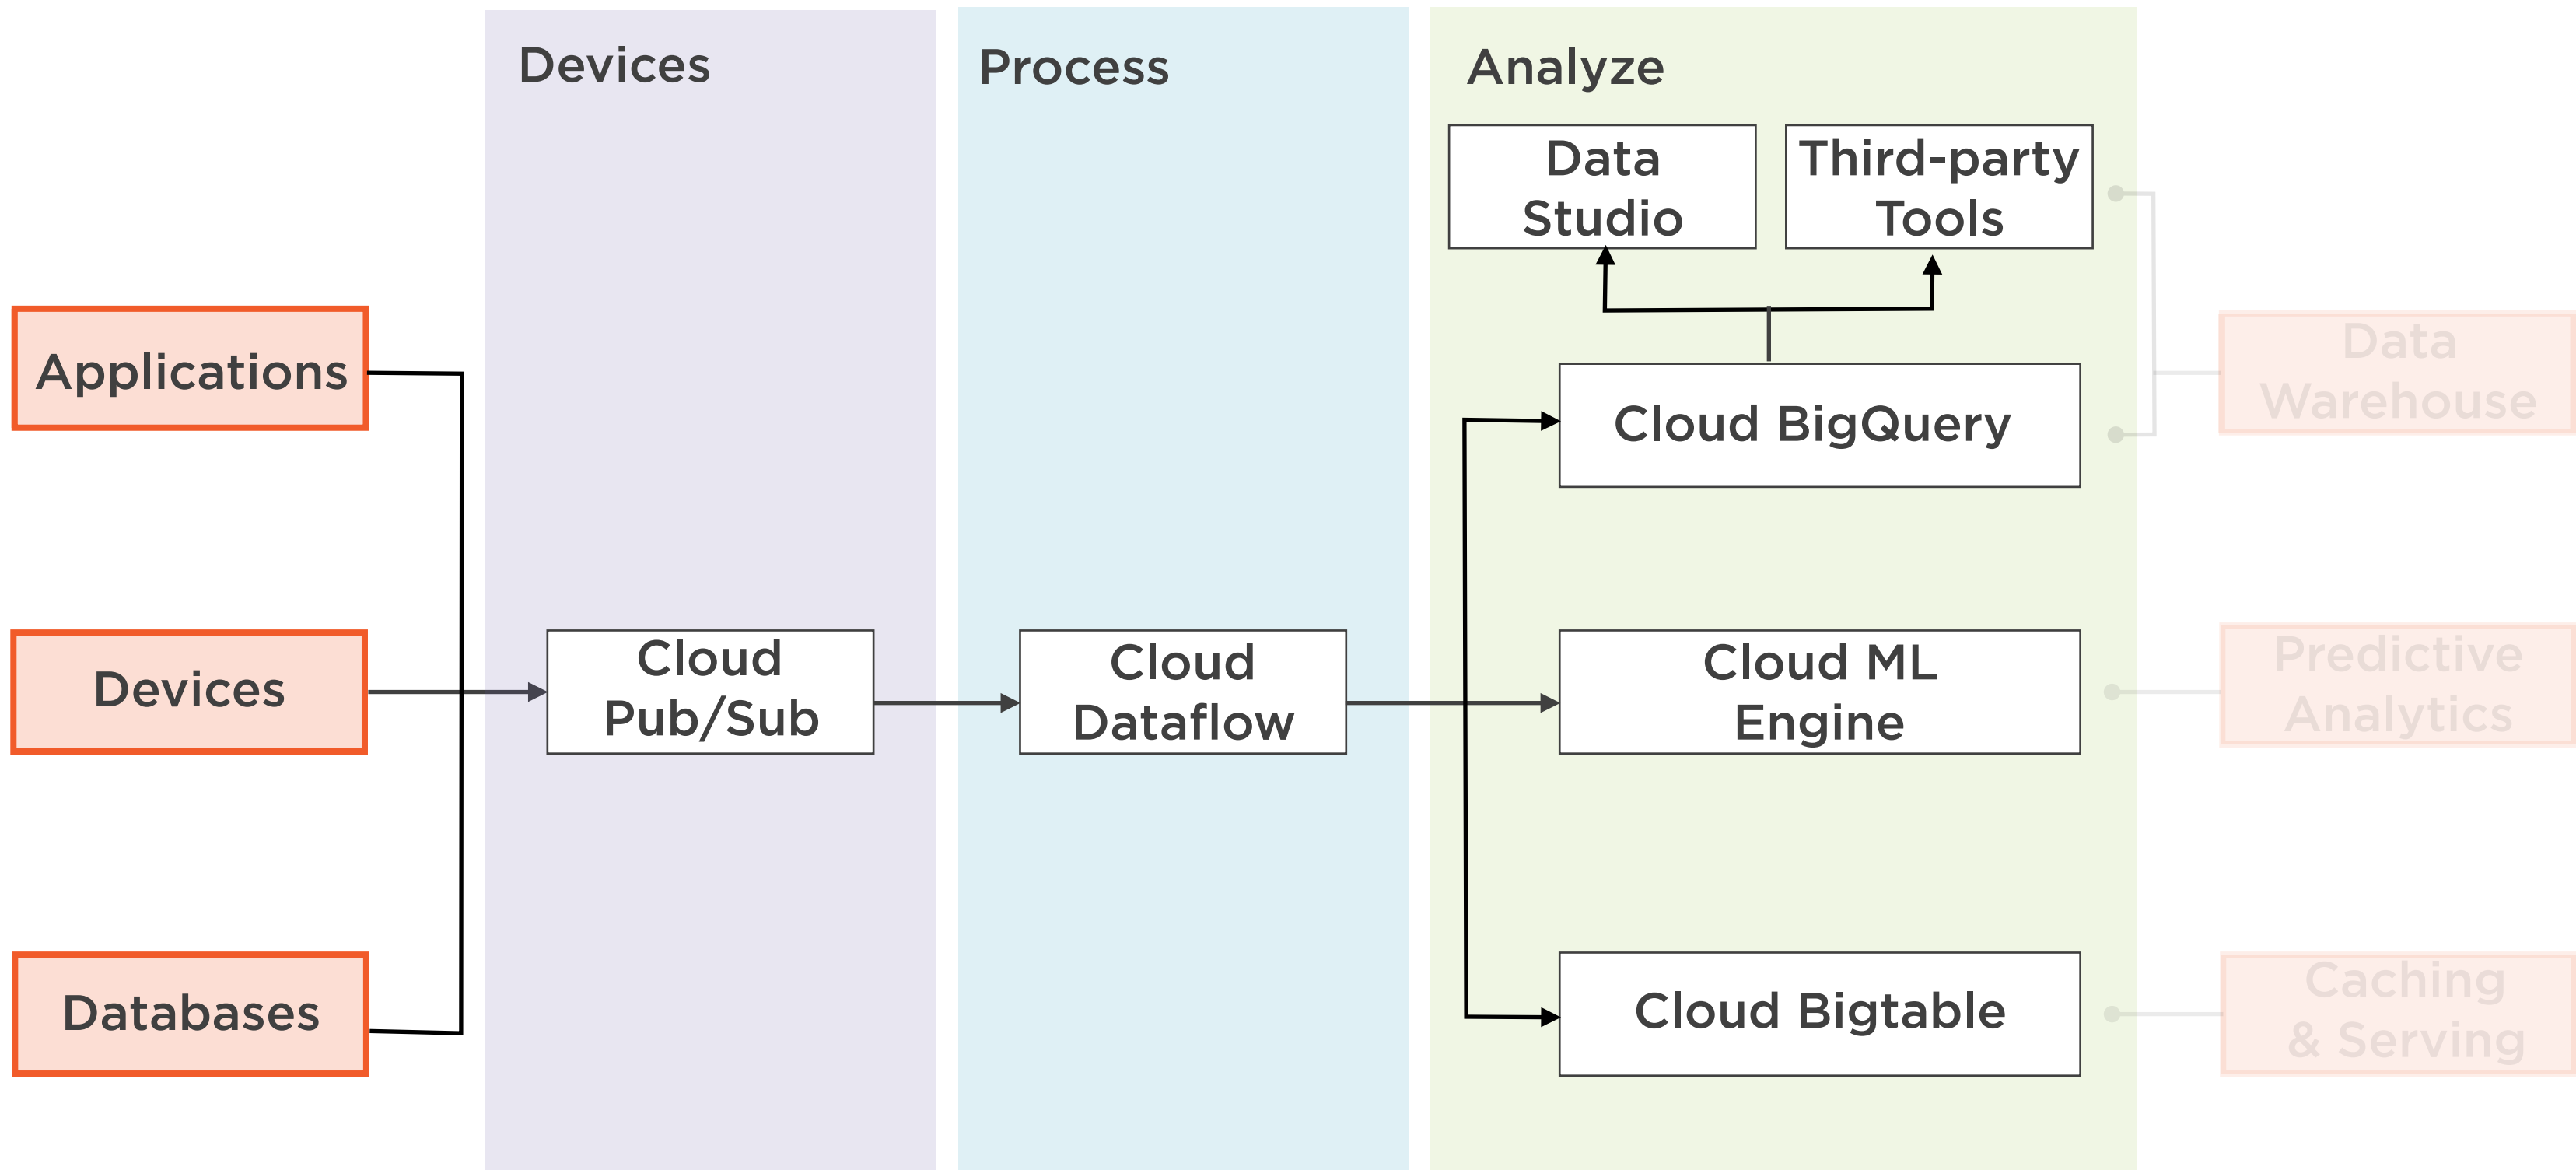 Devices
Process
Analyze
Data
Studio
Third-party
Tools
Applications
Cloud BigQuery
Data
Warehouse
Devices
Cloud
Pub/Sub
Cloud
Dataflow
Cloud ML
Engine
Predictive
Analytics
Databases
Cloud Bigtable
Caching
& Serving